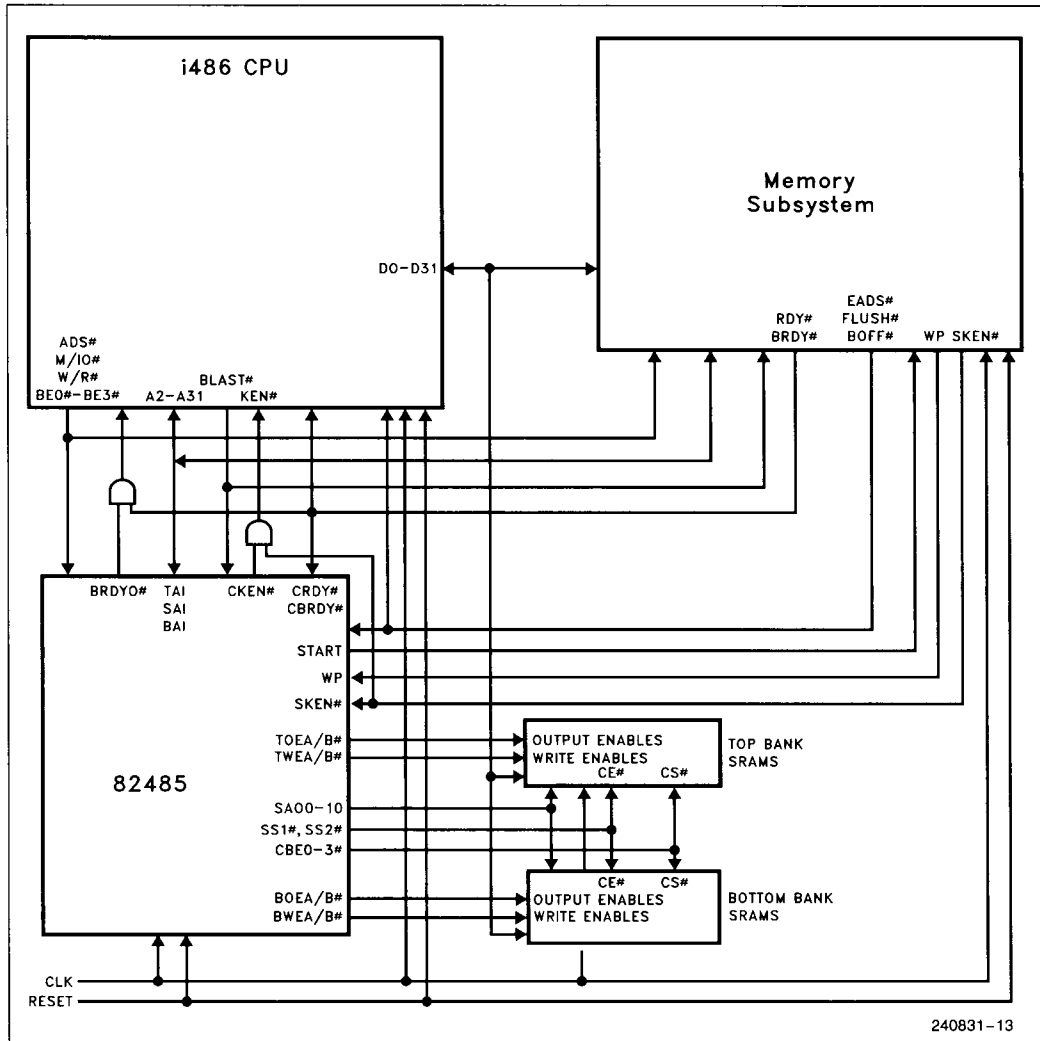 i486 CPU
Memory
Subsystem
D0-D31
ADS#
M/IO#
W/R#
BE0#-BE3#
A2-A31
BLAST#
KEN#
RDY#
BRDY#
EADS#
FLUSH#
BOFF#
WP SKEN#
BRDYO#
TAI
SAI
BAI
CKEN#
CRDY#
CBRDY#
START
WP
SKEN#
82485
TOEA/B#
TWEA/B#
SA00-10
SS1#, SS2#
CBE0-3#
BOEA/B#
BWEA/B#
OUTPUT ENABLES
WRITE ENABLES
CE# CS#
TOP BANK
SRAMS
CE# CS#
OUTPUT ENABLES
WRITE ENABLES
BOTTOM BANK
SRAMS
CLK
RESET
240831-13